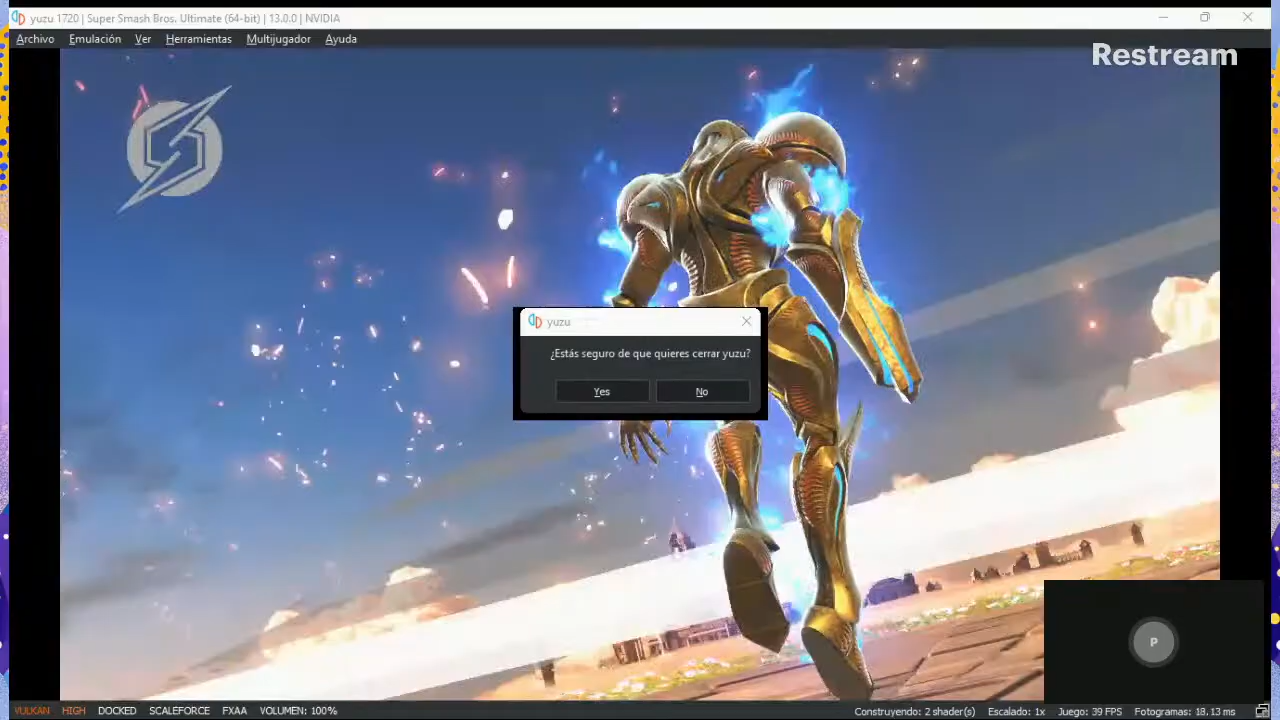 yuzu 1720 | Super Smash Bros. Ultimate (64-bit) | 13.0.0 | NVIDIA
Archivo Emulación Ver Herramientas Multijugador Ayuda
Restream
yuzu
¿Estás seguro de que quieres cerrar yuzu?
Yes No
P
VULKAN HIGH DOCKED SCALEFORCE FXAA VOLUMEN: 100% Construyendo: 2 shader(s) Escalado: 1x Juego: 39 FPS Fotogramas: 18.13 ms